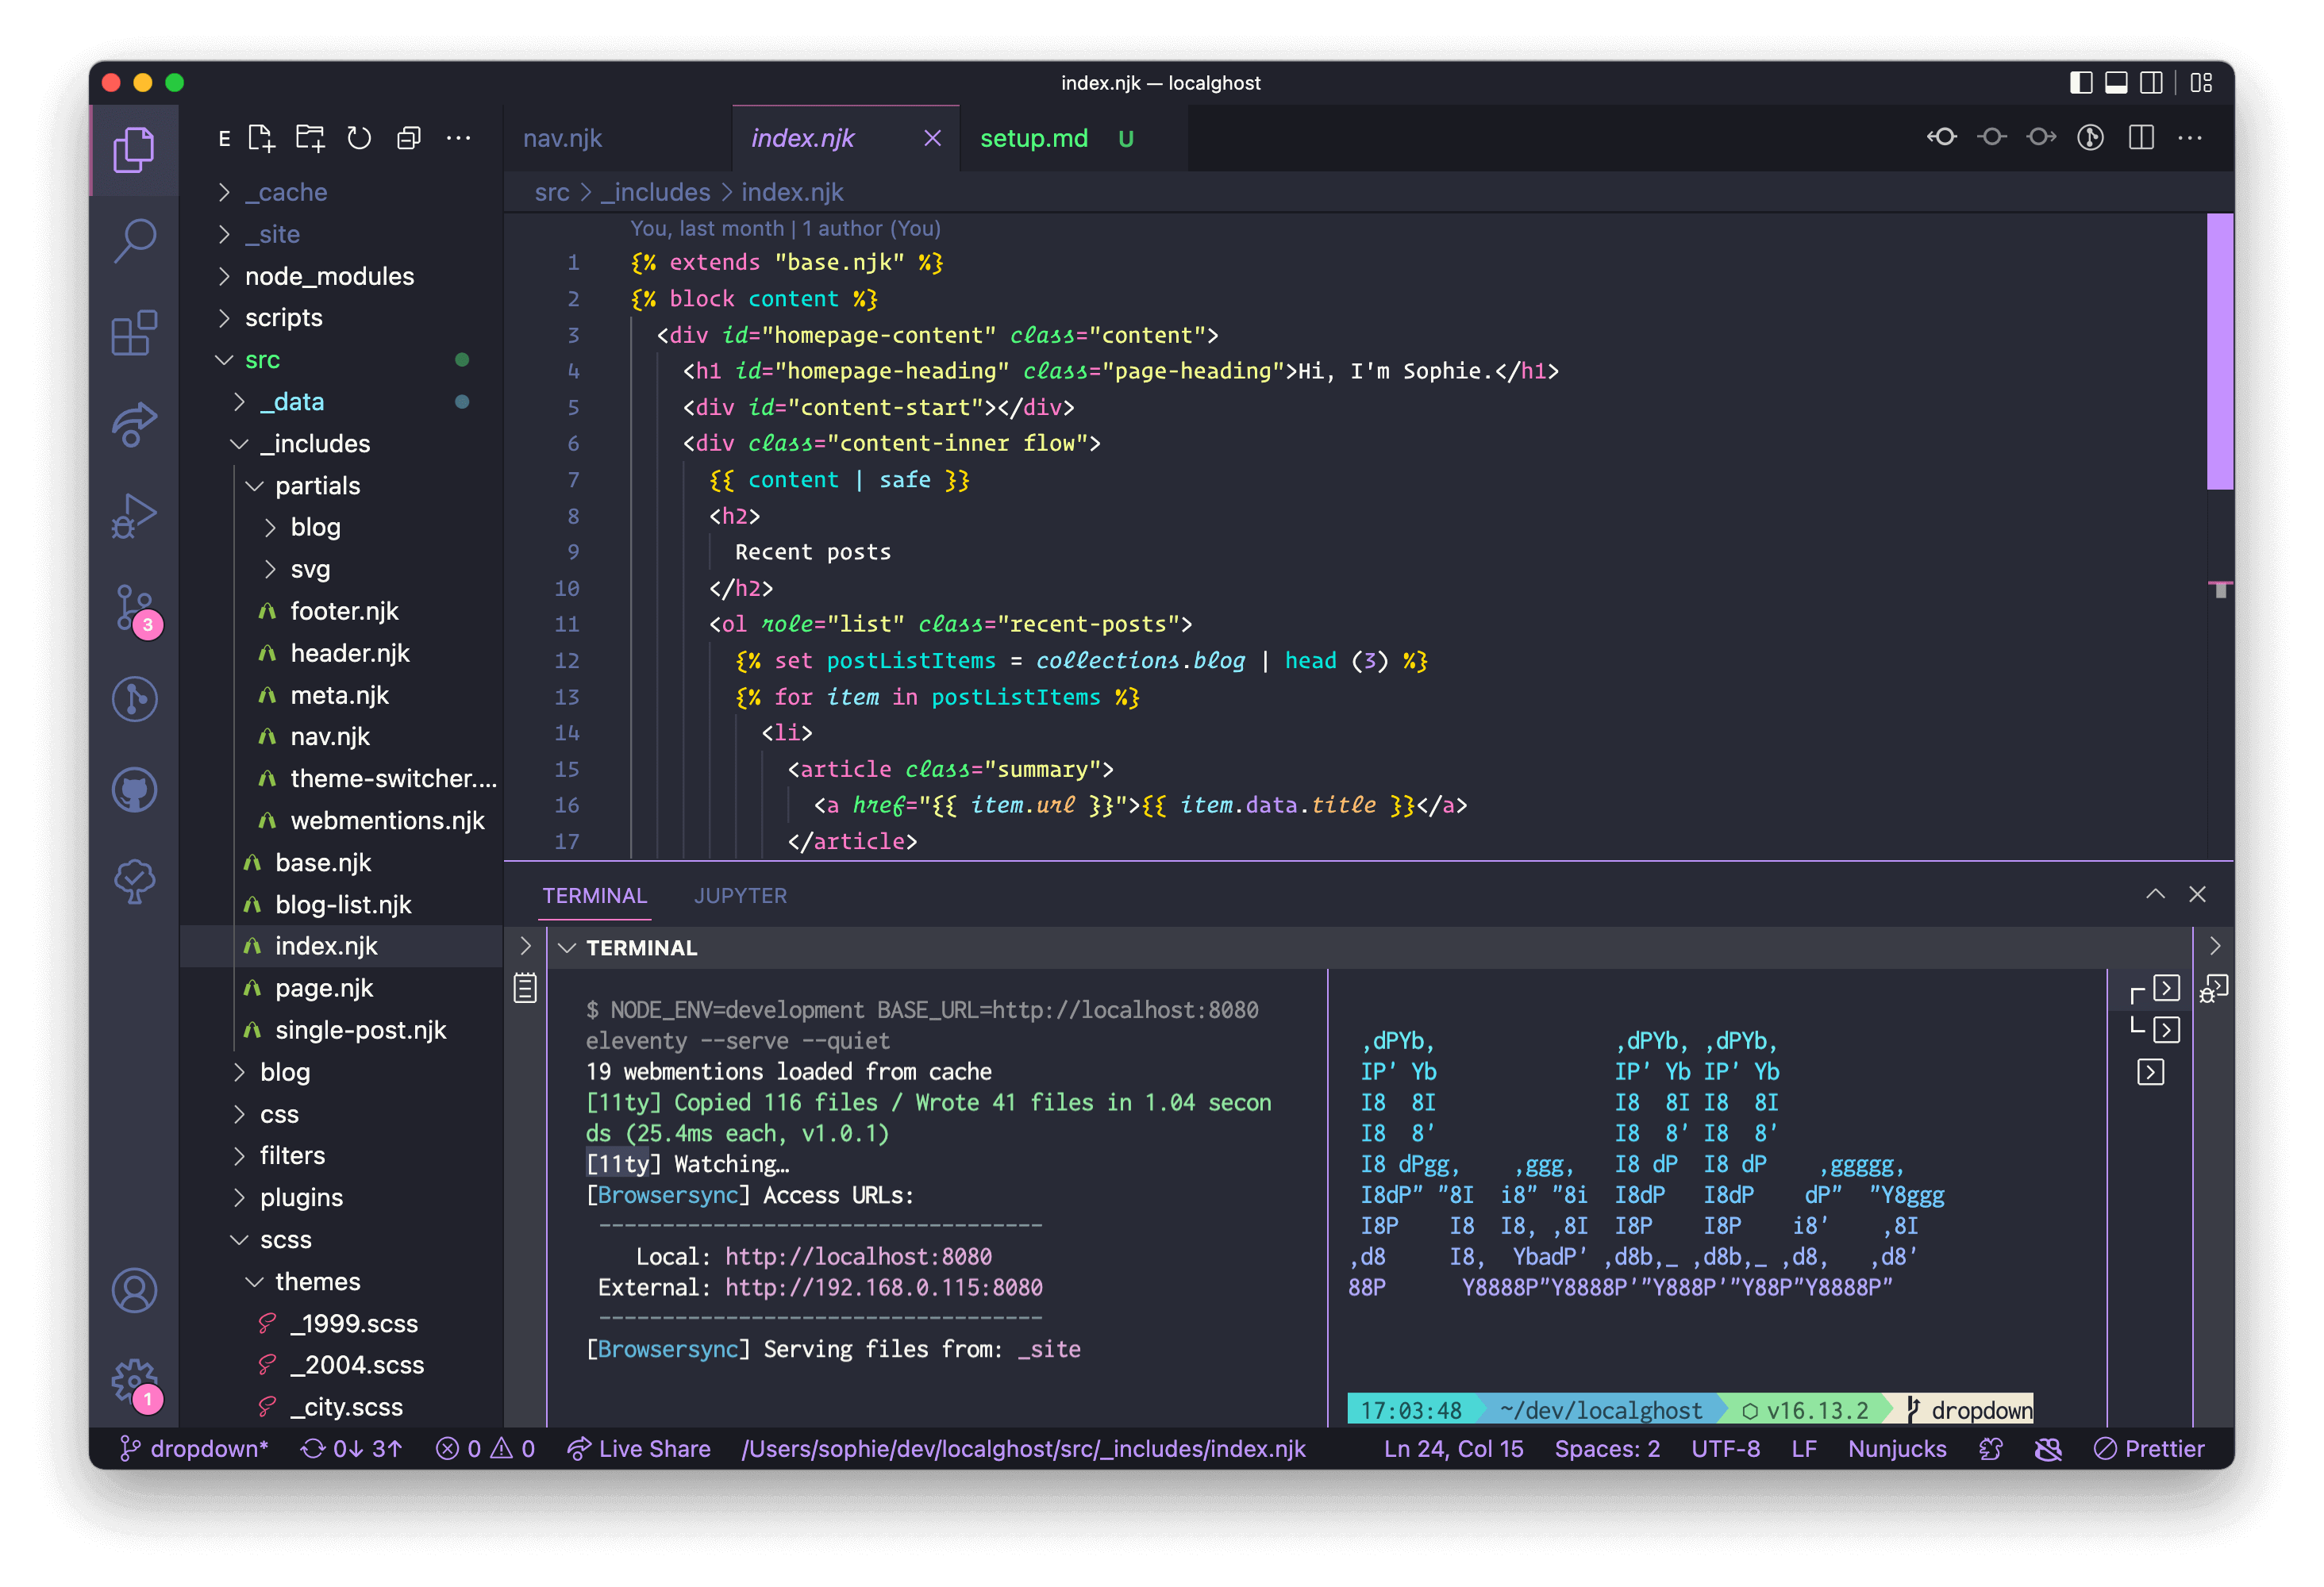 index.njk — localghost
E
nav.njk
index.njk
setup.md U
src > _includes > index.njk
_cache
_site
node_modules
scripts
src
_data
_includes
partials
blog
svg
footer.njk
header.njk
meta.njk
nav.njk
theme-switcher....
webmentions.njk
base.njk
blog-list.njk
index.njk
page.njk
single-post.njk
blog
css
filters
plugins
scss
themes
_1999.scss
_2004.scss
_city.scss
3
1
You, last month | 1 author (You)
1 {% extends "base.njk" %}
2 {% block content %}
3 <div id="homepage-content" class="content">
4 <h1 id="homepage-heading" class="page-heading">Hi, I'm Sophie.</h1>
5 <div id="content-start"></div>
6 <div class="content-inner flow">
7 {{ content | safe }}
8 <h2>
9 Recent posts
10 </h2>
11 <ol role="list" class="recent-posts">
12 {% set postListItems = collections.blog | head (3) %}
13 {% for item in postListItems %}
14 <li>
15 <article class="summary">
16 <a href="{{ item.url }}">{{ item.data.title }}</a>
17 </article>
TERMINAL JUPYTER
TERMINAL
$ NODE_ENV=development BASE_URL=http://localhost:8080
eleventy --serve --quiet
19 webmentions loaded from cache
[11ty] Copied 116 files / Wrote 41 files in 1.04 secon
ds (25.4ms each, v1.0.1)
[11ty] Watching…
[Browsersync] Access URLs:
-----------------------------------
Local: http://localhost:8080
External: http://192.168.0.115:8080
-----------------------------------
[Browsersync] Serving files from: _site
,dPYb, ,dPYb, ,dPYb,
IP' Yb IP' Yb IP' Yb
I8 8I I8 8I I8 8I
I8 8' I8 8' I8 8'
I8 dPgg, ,ggg, I8 dP I8 dP ,ggggg,
I8dP" "8I i8" "8i I8dP I8dP dP" "Y8ggg
I8P I8 I8, ,8I I8P I8P i8' ,8I
,d8 I8, YbadP' ,d8b,_ ,d8b,_ ,d8, ,d8'
88P Y8888P"Y8888P'"Y888P'"Y88P"Y8888P"
17:03:48 ~/dev/localghost v16.13.2 dropdown
dropdown* 0↓ 3↑ 0 0 Live Share /Users/sophie/dev/localghost/src/_includes/index.njk Ln 24, Col 15 Spaces: 2 UTF-8 LF Nunjucks Prettier